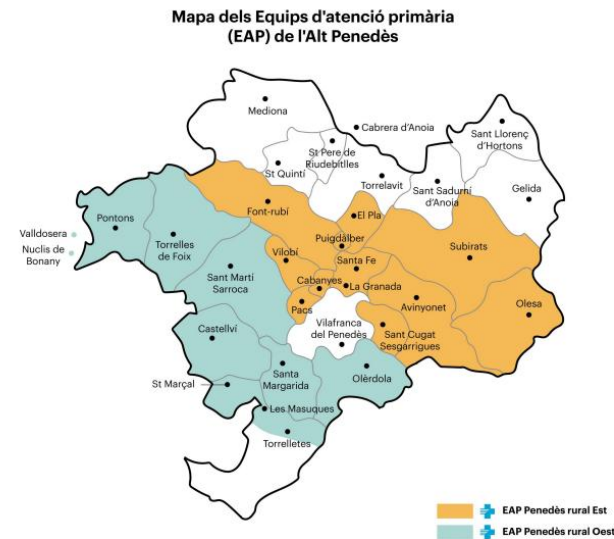 Mapa dels Equips d'atenció primària
(EAP) de l'Alt Penedès
Mediona
Cabrera d'Anoia
Sant Llorenç
d'Hortons
St Pere de
Riudebitlles
St Quintí
Torrelavit
Sant Sadurní
d'Anoia
Gelida
Font-rubí
El Pla
Pontons
Puigdàlber
Valldosera
Torrelles
de Foix
Subirats
Nuclis de
Bonany
Vilobí
Santa Fe
Sant Martí
Sarroca
Cabanyes
La Granada
Avinyonet
Olesa
Pacs
Vilafranca
del Penedès
Sant Cugat
Sesgárrigues
Castellví
Santa
Margarida
Olèrdola
St Marçal
Les Masuques
Torrelletes
EAP Penedès rural Est
EAP Penedès rural Oest